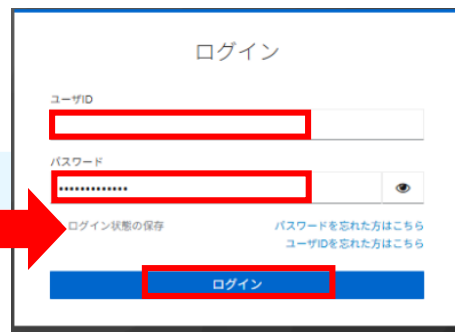 ログイン
ユーザID
パスワード
•••••••••••••
ログイン状態の保存
パスワードを忘れた方はこちら
ユーザIDを忘れた方はこちら
ログイン